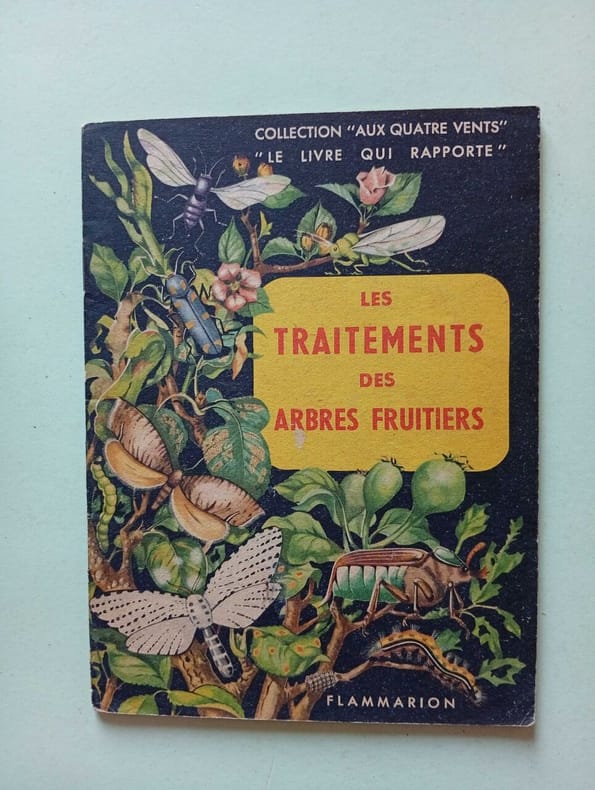 COLLECTION "AUX QUATRE VENTS"
"LE LIVRE QUI RAPPORTE"
LES
TRAITEMENTS
DES
ARBRES FRUITIERS
FLAMMARION